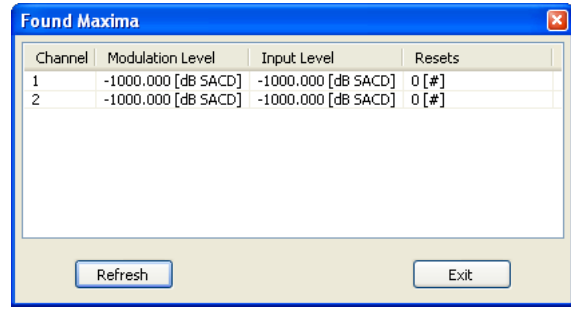 Found Maxima
Channel Modulation Level Input Level Resets
1 -1000.000 [dB SACD] -1000.000 [dB SACD] 0 [#]
2 -1000.000 [dB SACD] -1000.000 [dB SACD] 0 [#]
Refresh Exit